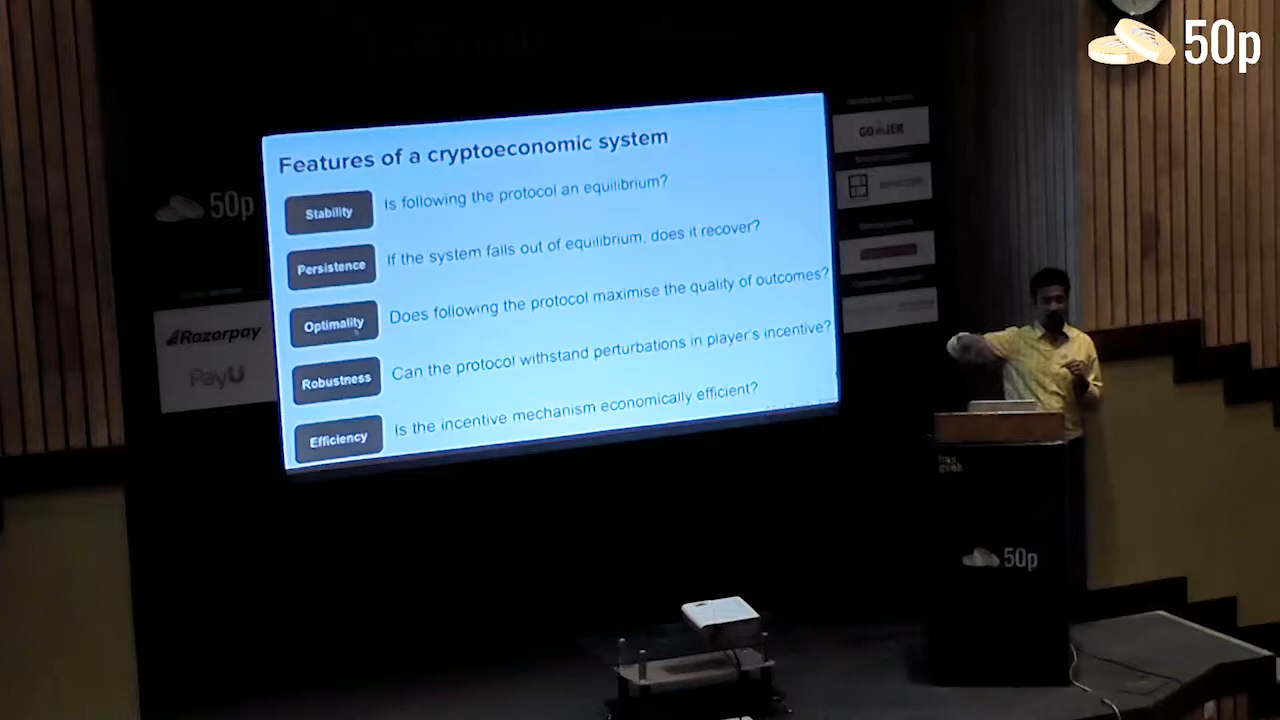 50p
Features of a cryptoeconomic system
Stability
Is following the protocol an equilibrium?
Persistence
If the system falls out of equilibrium, does it recover?
Optimality
Does following the protocol maximise the quality of outcomes?
Robustness
Can the protocol withstand perturbations in player's incentive?
Efficiency
Is the incentive mechanism economically efficient?
50p
Razorpay
PayU
GOJEK
has
geek
50p